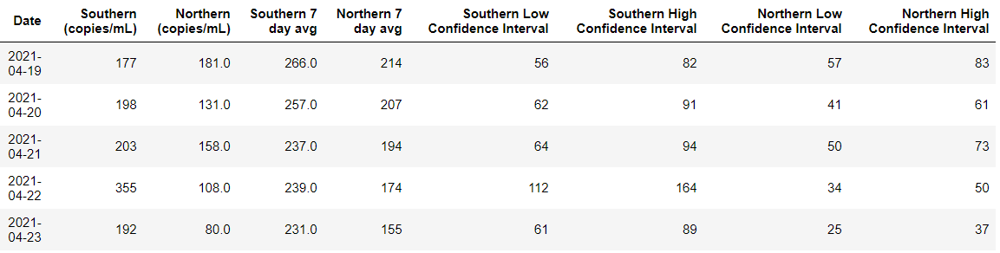 Date Southern (copies/mL) Northern (copies/mL) Southern 7 day avg Northern 7 day avg Southern Low Confidence Interval Southern High Confidence Interval Northern Low Confidence Interval Northern High Confidence Interval
2021-04-19 177 181.0 266.0 214 56 82 57 83
2021-04-20 198 131.0 257.0 207 62 91 41 61
2021-04-21 203 158.0 237.0 194 64 94 50 73
2021-04-22 355 108.0 239.0 174 112 164 34 50
2021-04-23 192 80.0 231.0 155 61 89 25 37